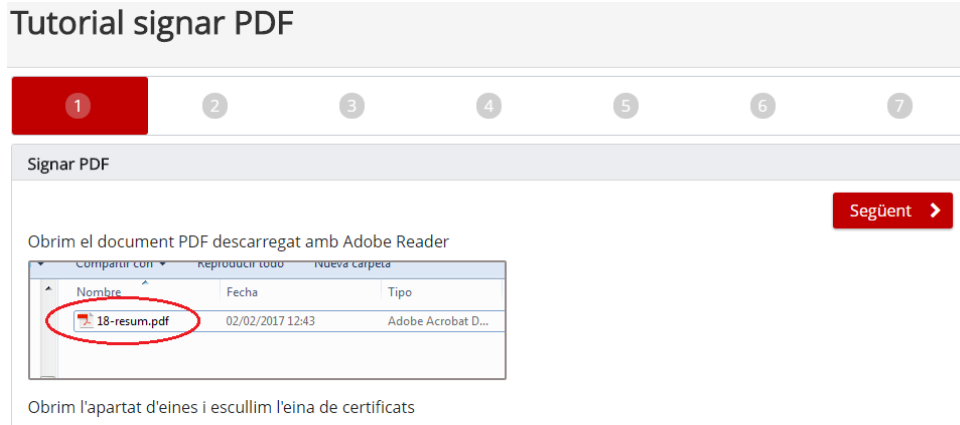 Tutorial signar PDF
1 2 3 4 5 6 7
Signar PDF
Següent
Obrim el document PDF descarregat amb Adobe Reader
Compartir con Reproducir todo Nueva carpeta
Nombre Fecha Tipo
18-resum.pdf 02/02/2017 12:43 Adobe Acrobat D...
Obrim l'apartat d'eines i escullim l'eina de certificats